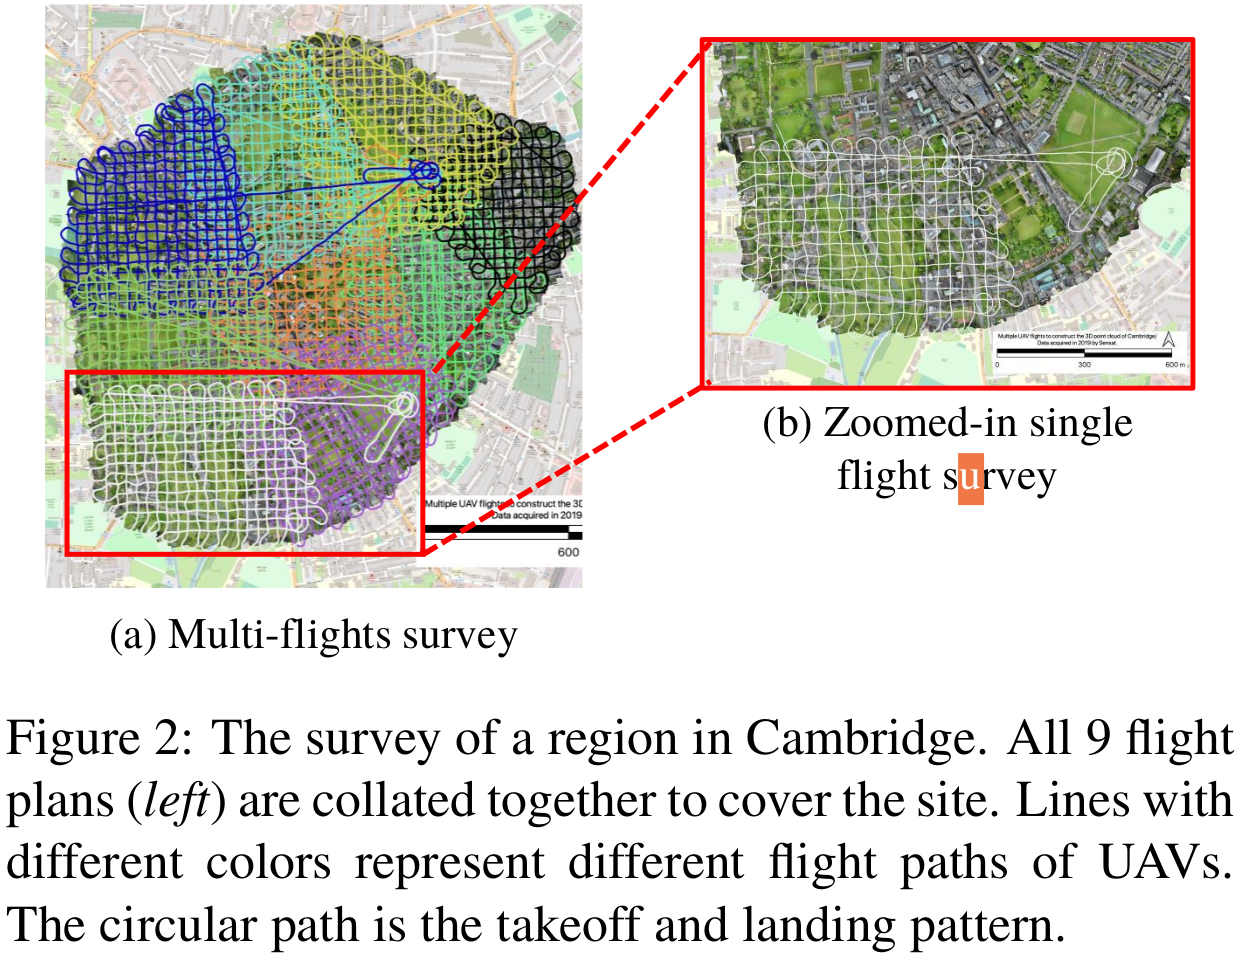 Multiple UAV flights to construct the 3D
Data acquired in 2019
600
Multiple UAV flights to construct the 3D point cloud of Cambridge/
Data acquired in 2019 by Sensat.
0 300 600 m
(a) Multi-flights survey
(b) Zoomed-in single
flight survey
Figure 2: The survey of a region in Cambridge. All 9 flight
plans (left) are collated together to cover the site. Lines with
different colors represent different flight paths of UAVs.
The circular path is the takeoff and landing pattern.